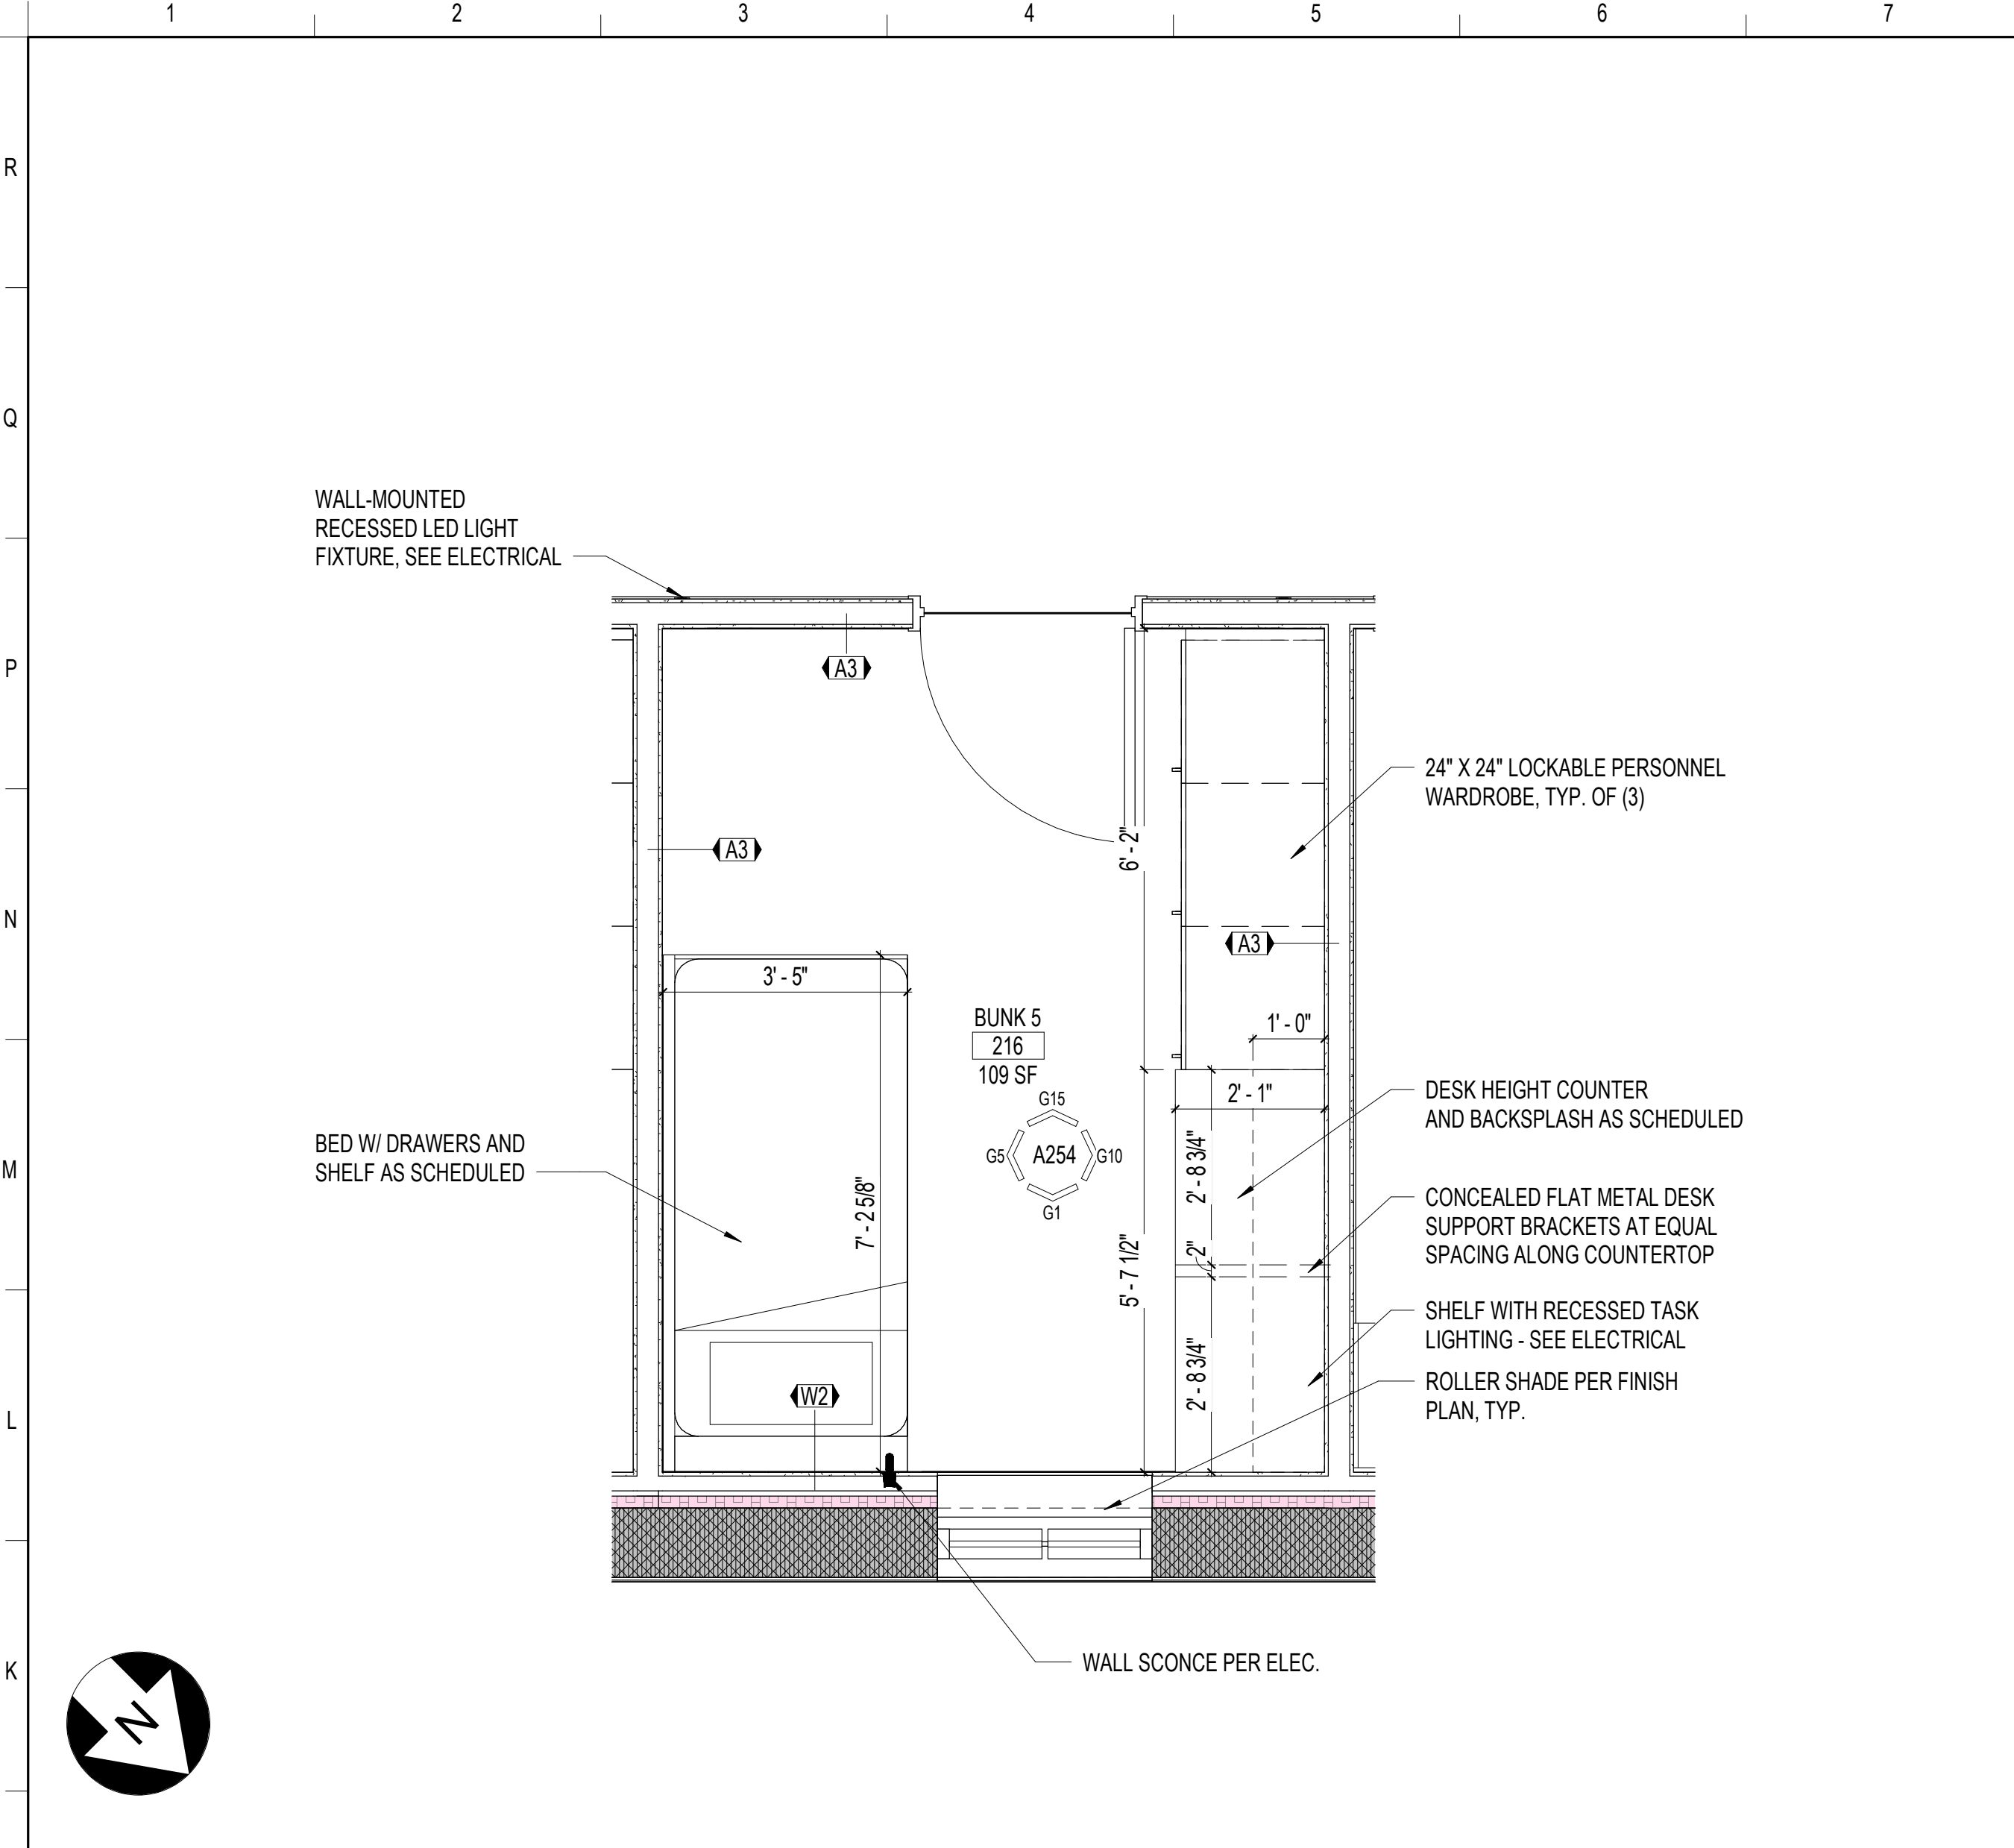 1 2 3 4 5 6 7
R
Q
P
N
M
L
K
WALL-MOUNTED
RECESSED LED LIGHT
FIXTURE, SEE ELECTRICAL
A3
24" X 24" LOCKABLE PERSONNEL
WARDROBE, TYP. OF (3)
6' - 2"
A3
A3
3' - 5"
BUNK 5
216
109 SF
1' - 0"
2' - 1"
DESK HEIGHT COUNTER
AND BACKSPLASH AS SCHEDULED
G15
G5 A254 G10
G1
BED W/ DRAWERS AND
SHELF AS SCHEDULED
7' - 2 5/8"
2' - 8 3/4"
2"
5' - 7 1/2"
2' - 8 3/4"
CONCEALED FLAT METAL DESK
SUPPORT BRACKETS AT EQUAL
SPACING ALONG COUNTERTOP
SHELF WITH RECESSED TASK
LIGHTING - SEE ELECTRICAL
ROLLER SHADE PER FINISH
PLAN, TYP.
W2
WALL SCONCE PER ELEC.
N